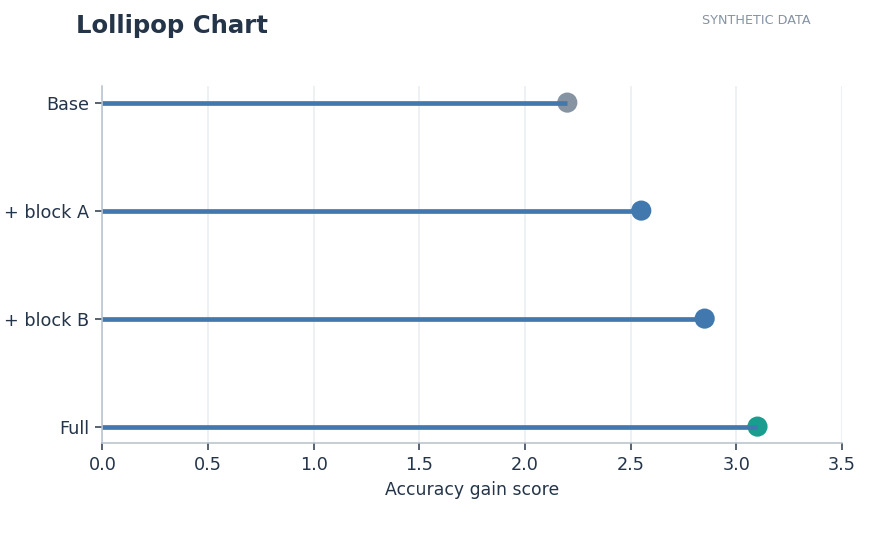 Lollipop Chart
SYNTHETIC DATA
Base
+ block A
+ block B
Full
0.0 0.5 1.0 1.5 2.0 2.5 3.0 3.5
Accuracy gain score